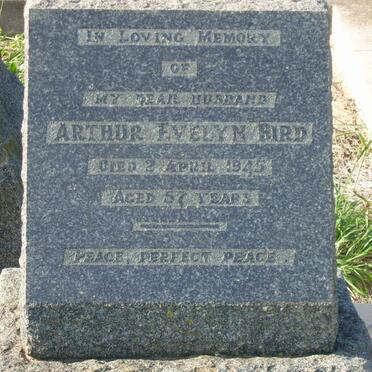 IN LOVING MEMORY
OF
MY DEAR HUSBAND
ARTHUR EVELYN BIRD
DIED 2 APRIL 1945
AGED 57 YEARS
PEACE, PERFECT PEACE.